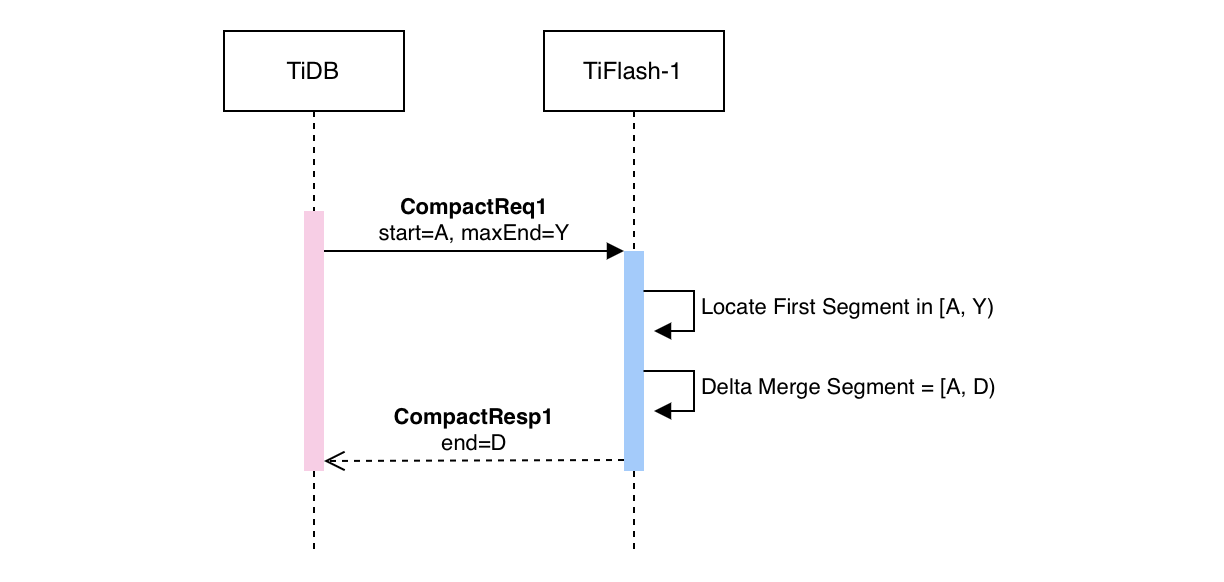 TiDB
TiFlash-1
CompactReq1
start=A, maxEnd=Y
Locate First Segment in [A, Y)
Delta Merge Segment = [A, D)
CompactResp1
end=D